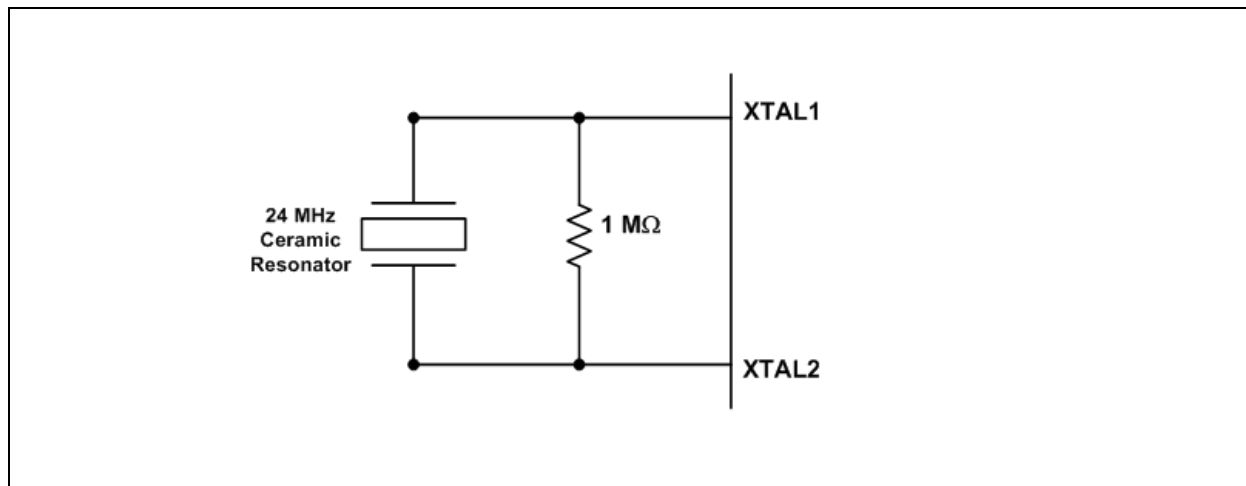 XTAL1
24 MHz
Ceramic
Resonator
1 MΩ
XTAL2